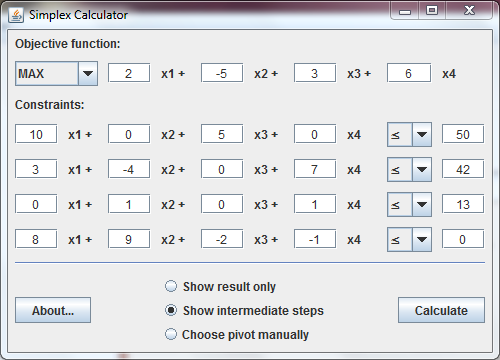 Simplex Calculator
Objective function:
MAX 2 x1 + -5 x2 + 3 x3 + 6 x4
Constraints:
10 x1 + 0 x2 + 5 x3 + 0 x4 ≤ 50
3 x1 + -4 x2 + 0 x3 + 7 x4 ≤ 42
0 x1 + 1 x2 + 0 x3 + 1 x4 ≤ 13
8 x1 + 9 x2 + -2 x3 + -1 x4 ≤ 0
Show result only
About... Show intermediate steps Calculate
Choose pivot manually